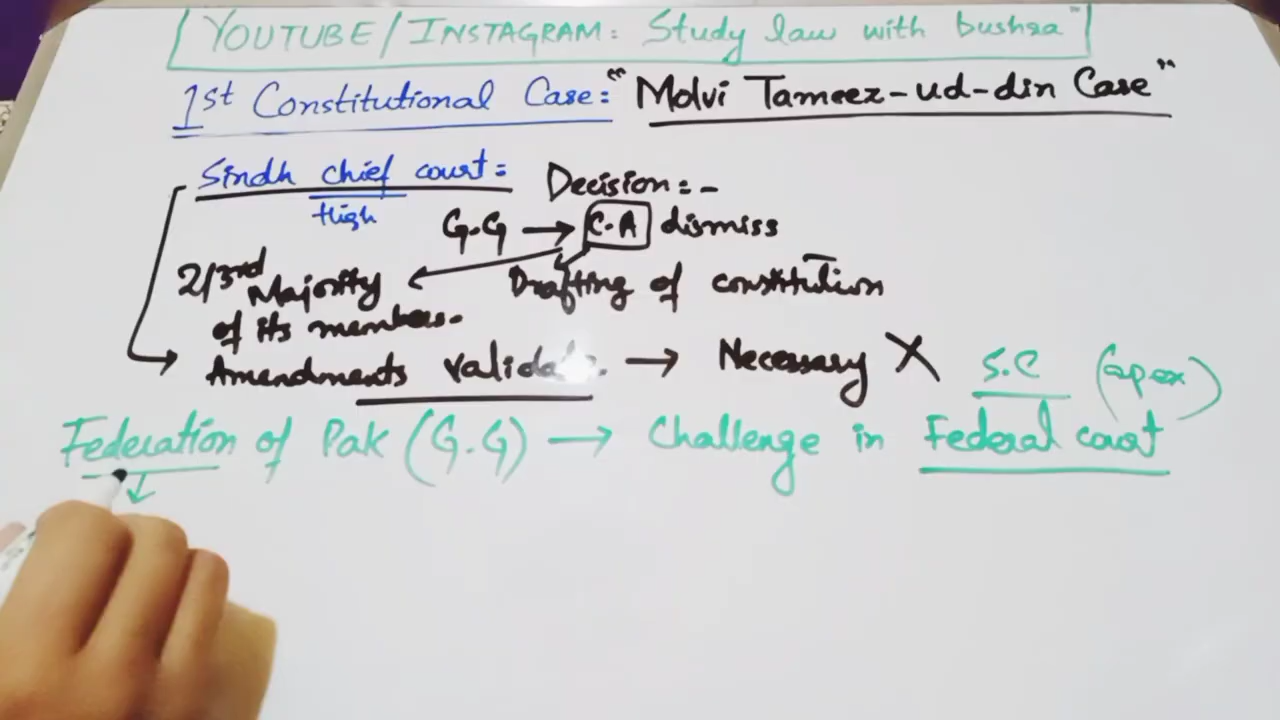 YOUTUBE/INSTAGRAM: Study law with bushra"
1st Constitutional Case: "Molvi Tameez-ud-din Case"
Sindh chief court:
High
Decision:-
G.G → C.A dismiss
2/3rd Majority of its members.
Drafting of constitution
Amendments validate. → Necessary X
S.C (apex)
Federation of Pak (G.G) → Challenge in Federal court